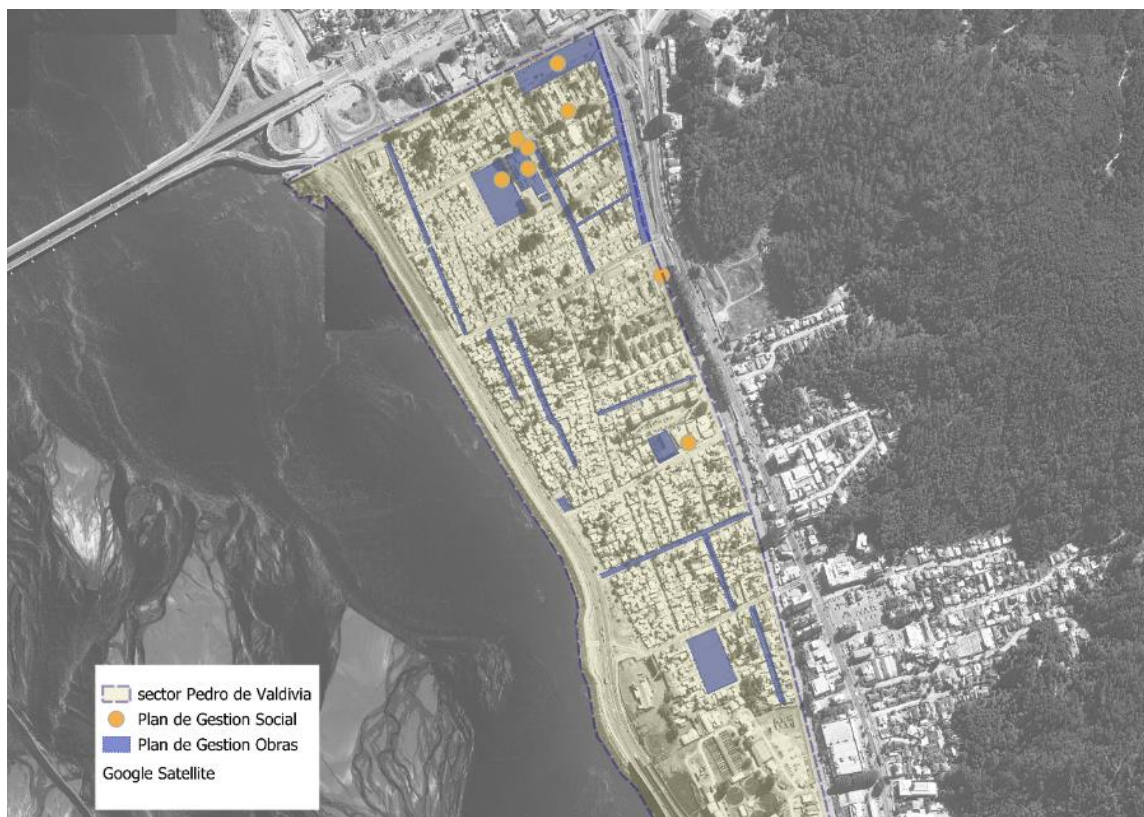 sector Pedro de Valdivia
Plan de Gestion Social
Plan de Gestion Obras
Google Satellite